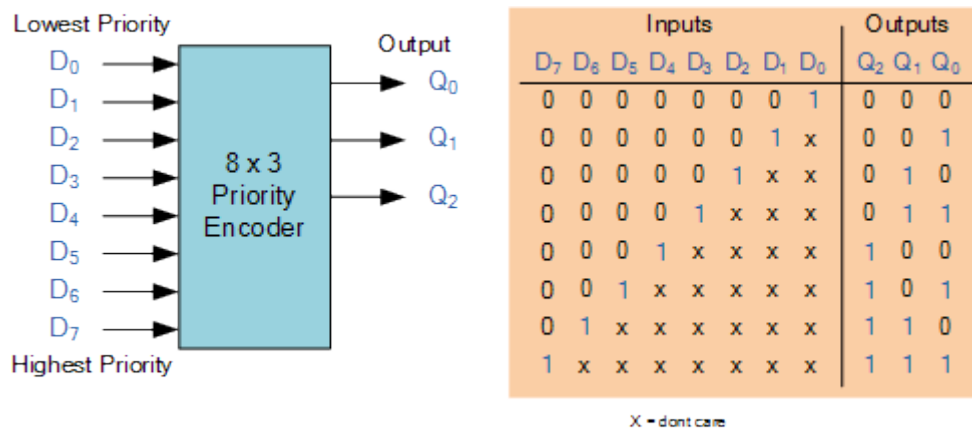 Lowest Priority
D0
D1
D2
D3
D4
D5
D6
D7
Highest Priority
8 x 3
Priority
Encoder
Output
Q0
Q1
Q2
Inputs Outputs
D7 D6 D5 D4 D3 D2 D1 D0 Q2 Q1 Q0
0 0 0 0 0 0 0 1 0 0 0
0 0 0 0 0 0 1 x 0 0 1
0 0 0 0 0 1 x x 0 1 0
0 0 0 0 1 x x x 0 1 1
0 0 0 1 x x x x 1 0 0
0 0 1 x x x x x 1 0 1
0 1 x x x x x x 1 1 0
1 x x x x x x x 1 1 1
X = dont care